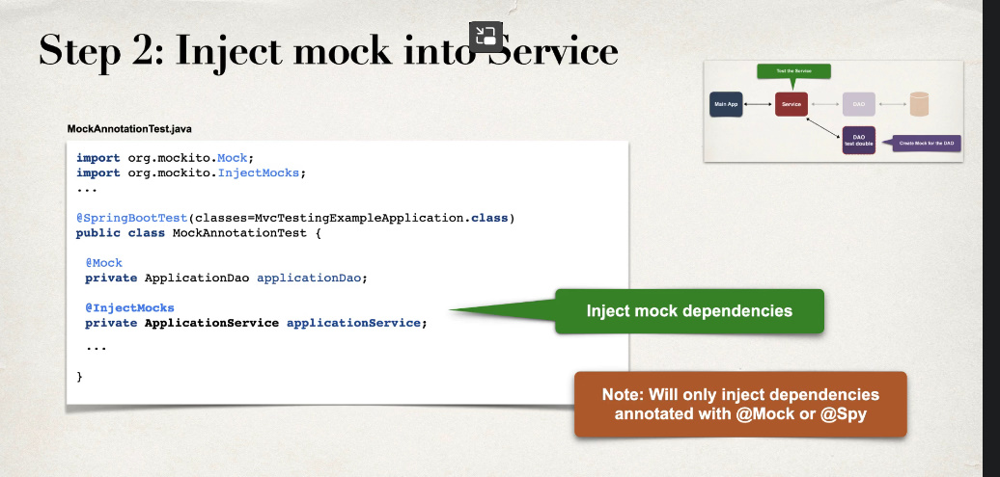 Step 2: Inject mock into Service
Test the Service
Main App
Service
DAO
DAO
test double
Create Mock for the DAO
MockAnnotationTest.java
import org.mockito.Mock;
import org.mockito.InjectMocks;
...
@SpringBootTest(classes=MvcTestingExampleApplication.class)
public class MockAnnotationTest {
@Mock
private ApplicationDao applicationDao;
@InjectMocks
private ApplicationService applicationService;
...
}
Inject mock dependencies
Note: Will only inject dependencies
annotated with @Mock or @Spy